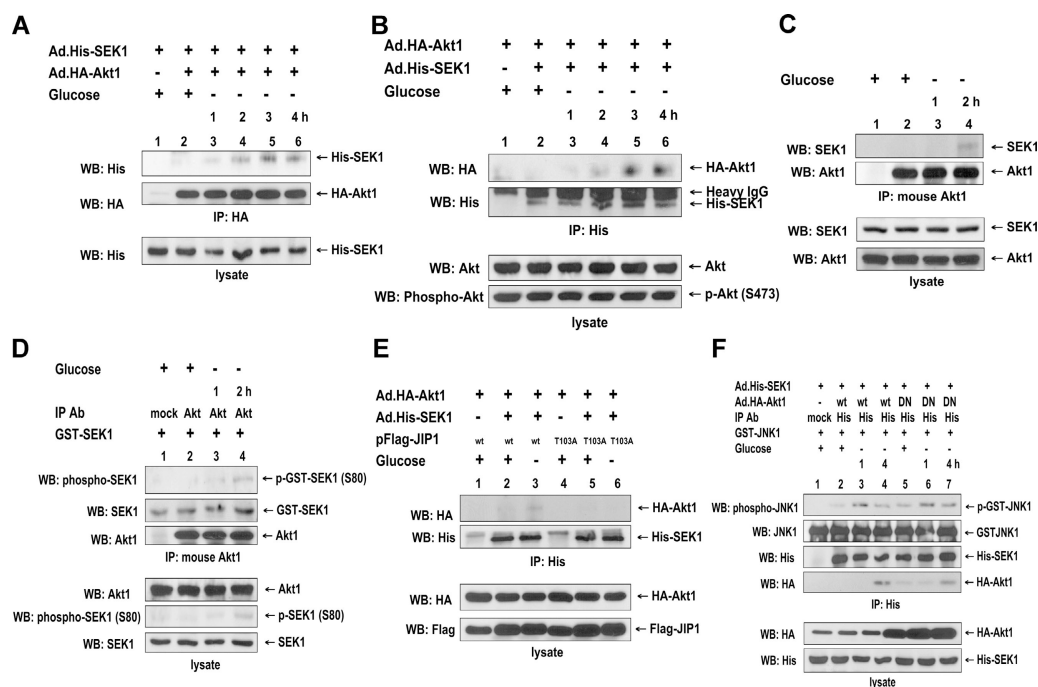 A
Ad.His-SEK1 + + + + + +
Ad.HA-Akt1 - + + + + +
Glucose + + - - - -
1 2 3 4 h
1 2 3 4 5 6
WB: His ← His-SEK1
WB: HA ← HA-Akt1
IP: HA
WB: His ← His-SEK1
lysate
B
Ad.HA-Akt1 + + + + + +
Ad.His-SEK1 - + + + + +
Glucose + + - - - -
1 2 3 4 h
1 2 3 4 5 6
WB: HA ← HA-Akt1
← Heavy IgG
WB: His ← His-SEK1
IP: His
WB: Akt ← Akt
WB: Phospho-Akt ← p-Akt (S473)
lysate
C
Glucose + + - -
1 2 h
1 2 3 4
WB: SEK1 ← SEK1
WB: Akt1 ← Akt1
IP: mouse Akt1
WB: SEK1 ← SEK1
WB: Akt1 ← Akt1
lysate
D
Glucose + + - -
1 2 h
IP Ab mock Akt Akt Akt
GST-SEK1 + + + +
1 2 3 4
WB: phospho-SEK1 ← p-GST-SEK1 (S80)
WB: SEK1 ← GST-SEK1
WB: Akt1 ← Akt1
IP: mouse Akt1
WB: Akt1 ← Akt1
WB: phospho-SEK1 (S80) ← p-SEK1 (S80)
WB: SEK1 ← SEK1
lysate
E
Ad.HA-Akt1 + + + + + +
Ad.His-SEK1 - + + - + +
pFlag-JIP1 wt wt wt T103A T103A T103A
Glucose + + - + + -
1 2 3 4 5 6
WB: HA ← HA-Akt1
WB: His ← His-SEK1
IP: His
WB: HA ← HA-Akt1
WB: Flag ← Flag-JIP1
lysate
F
Ad.His-SEK1 + + + + + + +
Ad.HA-Akt1 - wt wt wt DN DN DN
IP Ab mock His His His His His His
GST-JNK1 + + + + + + +
Glucose + + - - + - -
1 4 1 4 h
1 2 3 4 5 6 7
WB: phospho-JNK1 ← p-GST-JNK1
WB: JNK1 ← GSTJNK1
WB: His ← His-SEK1
WB: HA ← HA-Akt1
IP: His
WB: HA ← HA-Akt1
WB: His ← His-SEK1
lysate